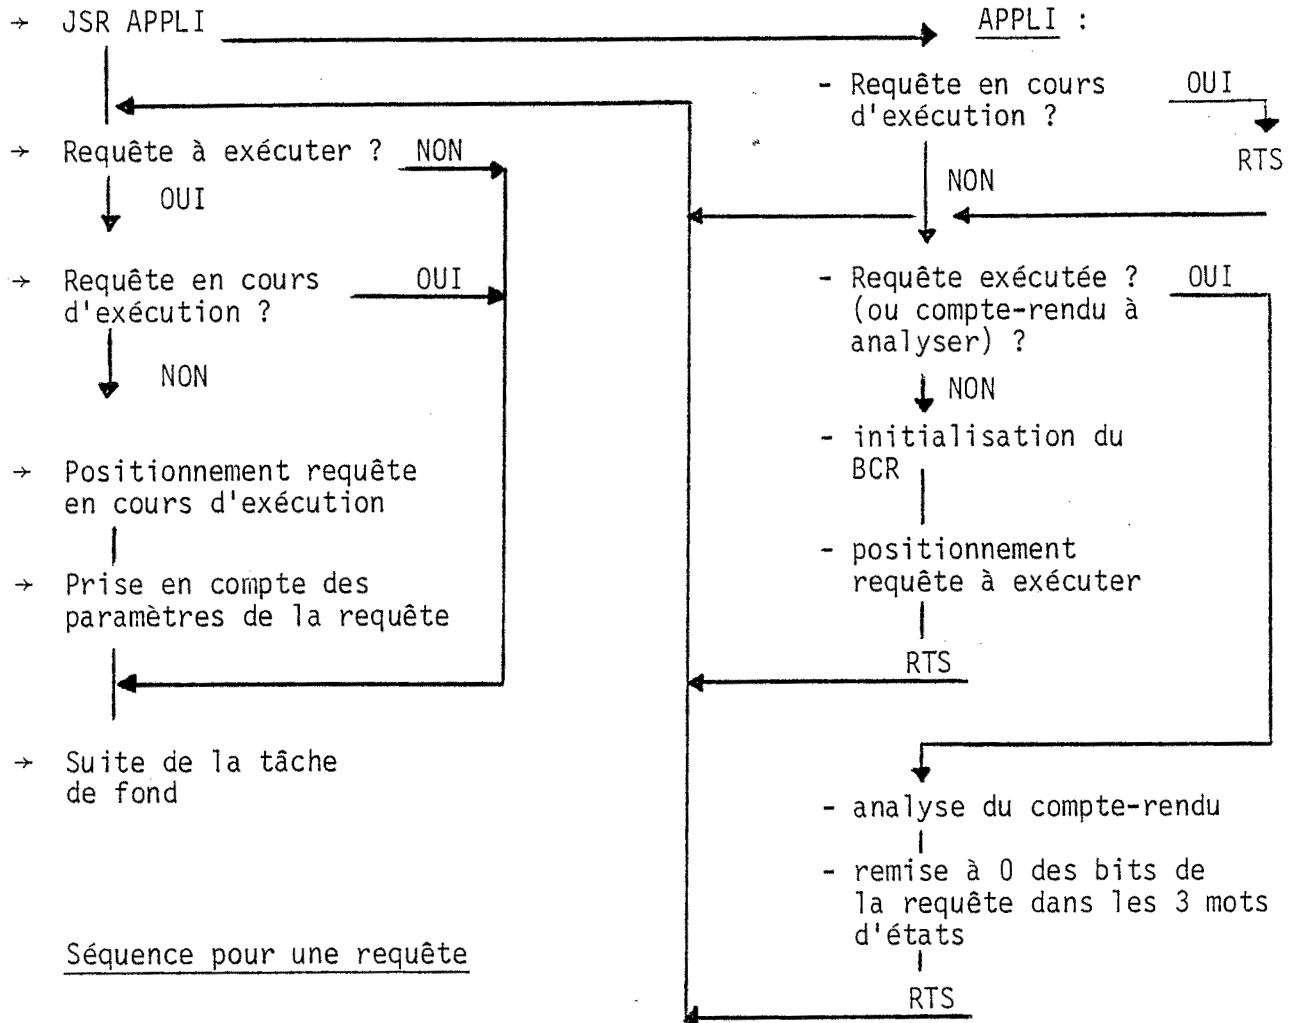 → JSR APPLI
→ Requête à exécuter ? NON
OUI
→ Requête en cours OUI
d'exécution ?
NON
→ Positionnement requête
en cours d'exécution
→ Prise en compte des
paramètres de la requête
→ Suite de la tâche
de fond
Séquence pour une requête
APPLI :
- Requête en cours OUI
d'exécution ?
RTS
NON
- Requête exécutée ? OUI
(ou compte-rendu à
analyser) ?
NON
- initialisation du
BCR
- positionnement
requête à exécuter
RTS
- analyse du compte-rendu
- remise à 0 des bits de
la requête dans les 3 mots
d'états
RTS